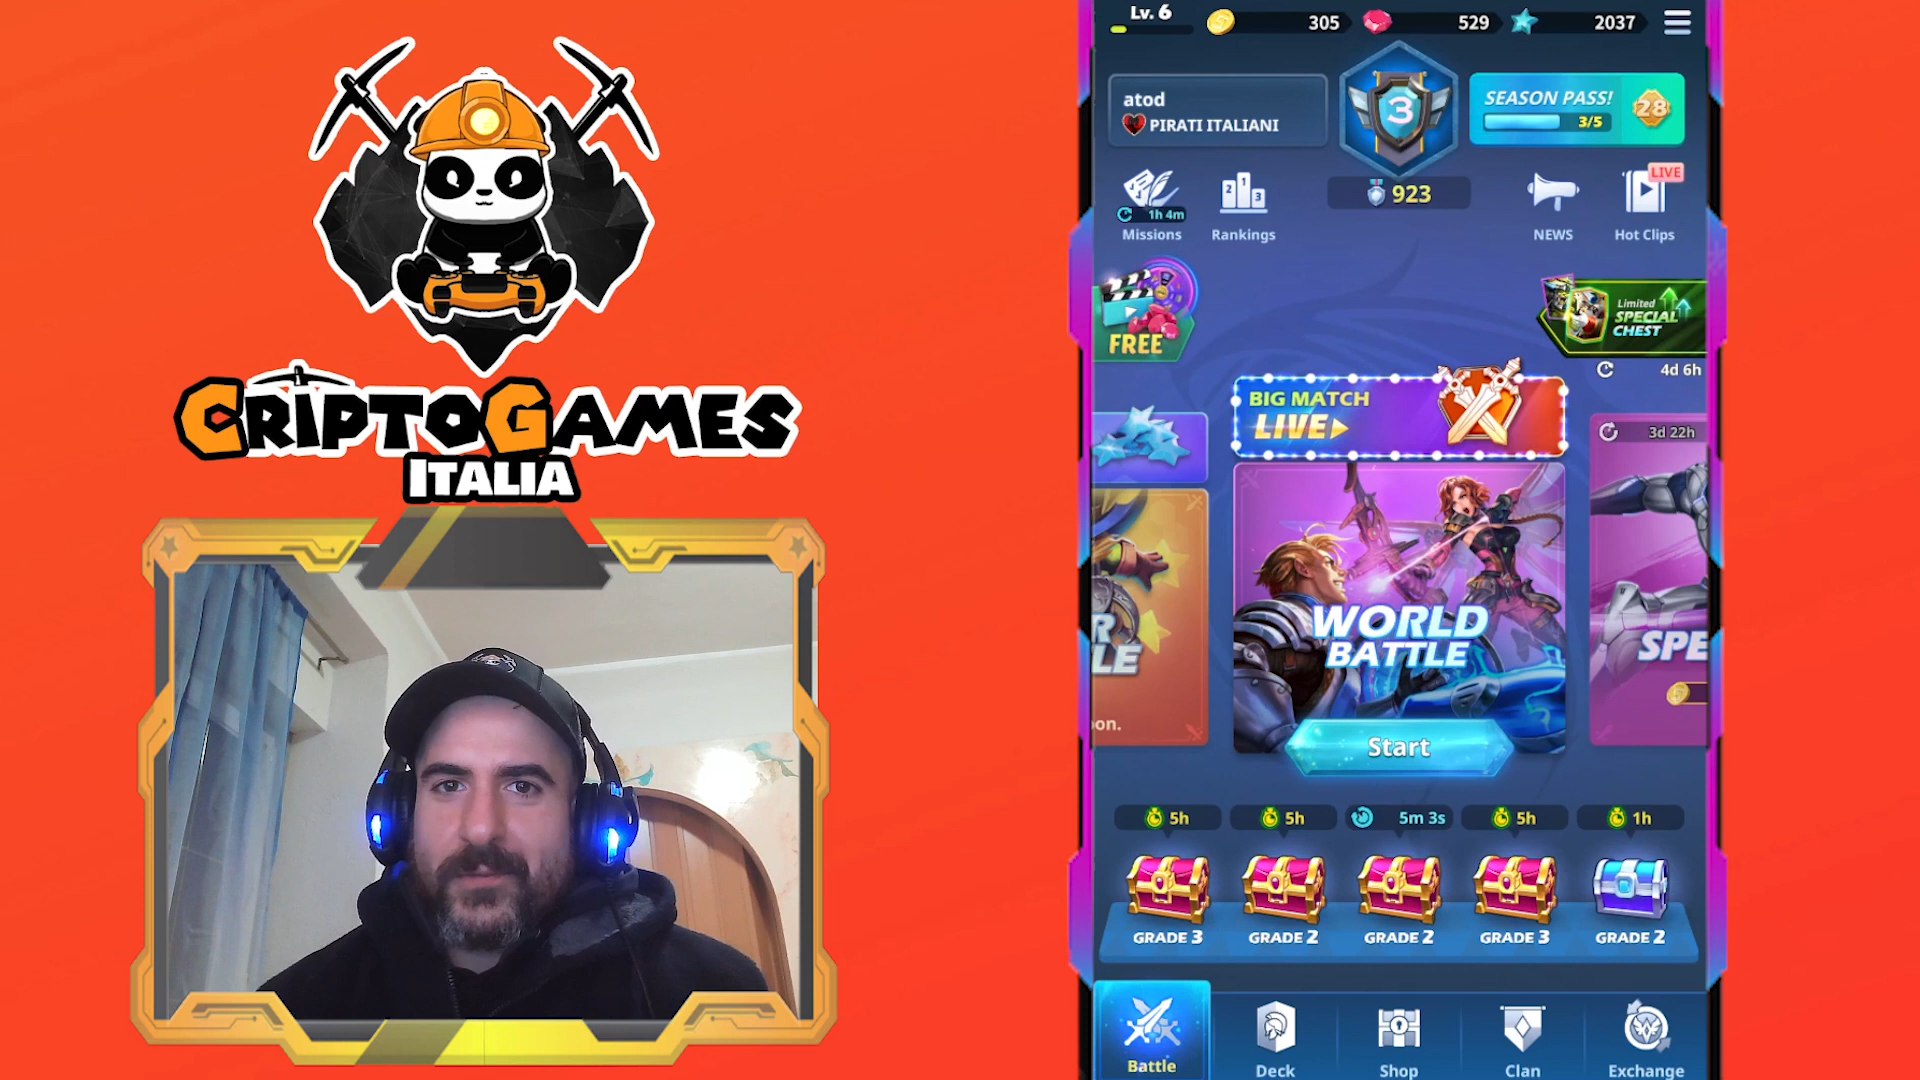 CRIPTOGAMES
ITALIA
Lv. 6
305
529
2037
atod
PIRATI ITALIANI
3
SEASON PASS!
3/5
28
923
1h 4m
Missions
Rankings
NEWS
LIVE
Hot Clips
FREE
Limited
SPECIAL
CHEST
4d 6h
BIG MATCH
LIVE
3d 22h
WORLD
BATTLE
SPE
R
LE
on.
Start
5h
5h
5m 3s
5h
1h
GRADE 3
GRADE 2
GRADE 2
GRADE 3
GRADE 2
Battle
Deck
Shop
Clan
Exchange